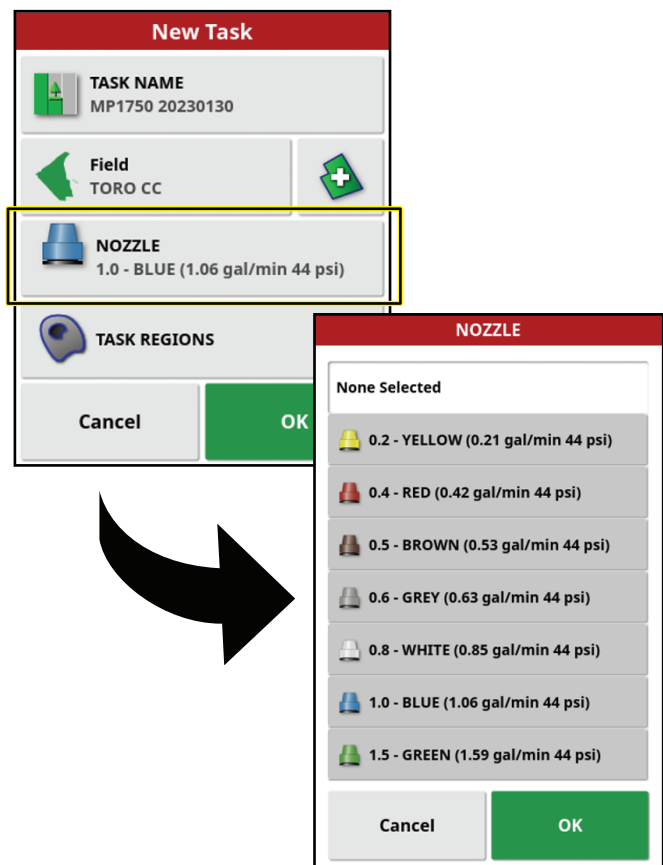 New Task
TASK NAME
MP1750 20230130
Field
TORO CC
NOZZLE
1.0 - BLUE (1.06 gal/min 44 psi)
TASK REGIONS
Cancel
OK
NOZZLE
None Selected
0.2 - YELLOW (0.21 gal/min 44 psi)
0.4 - RED (0.42 gal/min 44 psi)
0.5 - BROWN (0.53 gal/min 44 psi)
0.6 - GREY (0.63 gal/min 44 psi)
0.8 - WHITE (0.85 gal/min 44 psi)
1.0 - BLUE (1.06 gal/min 44 psi)
1.5 - GREEN (1.59 gal/min 44 psi)
Cancel
OK